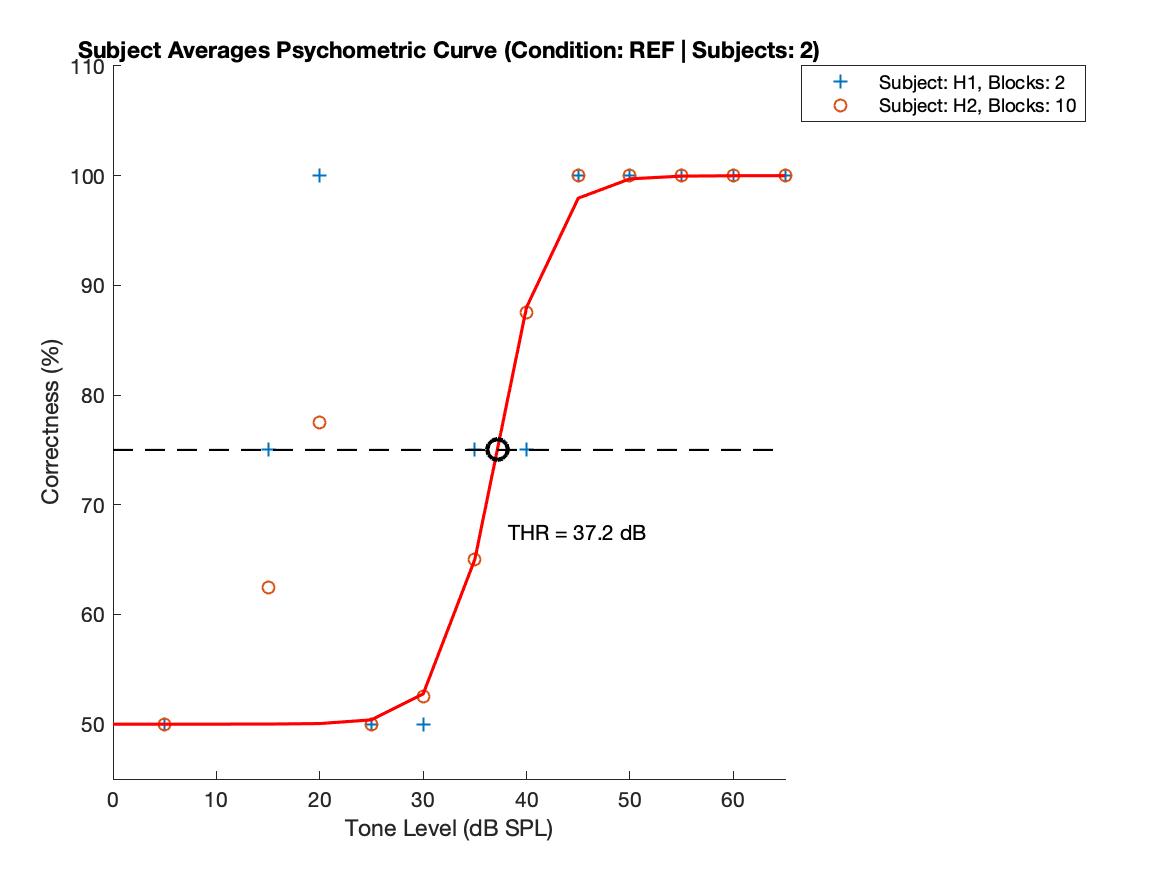 Subject Averages Psychometric Curve (Condition: REF | Subjects: 2)
Subject: H1, Blocks: 2
Subject: H2, Blocks: 10
110
100
90
80
70
60
50
Correctness (%)
THR = 37.2 dB
0 10 20 30 40 50 60
Tone Level (dB SPL)